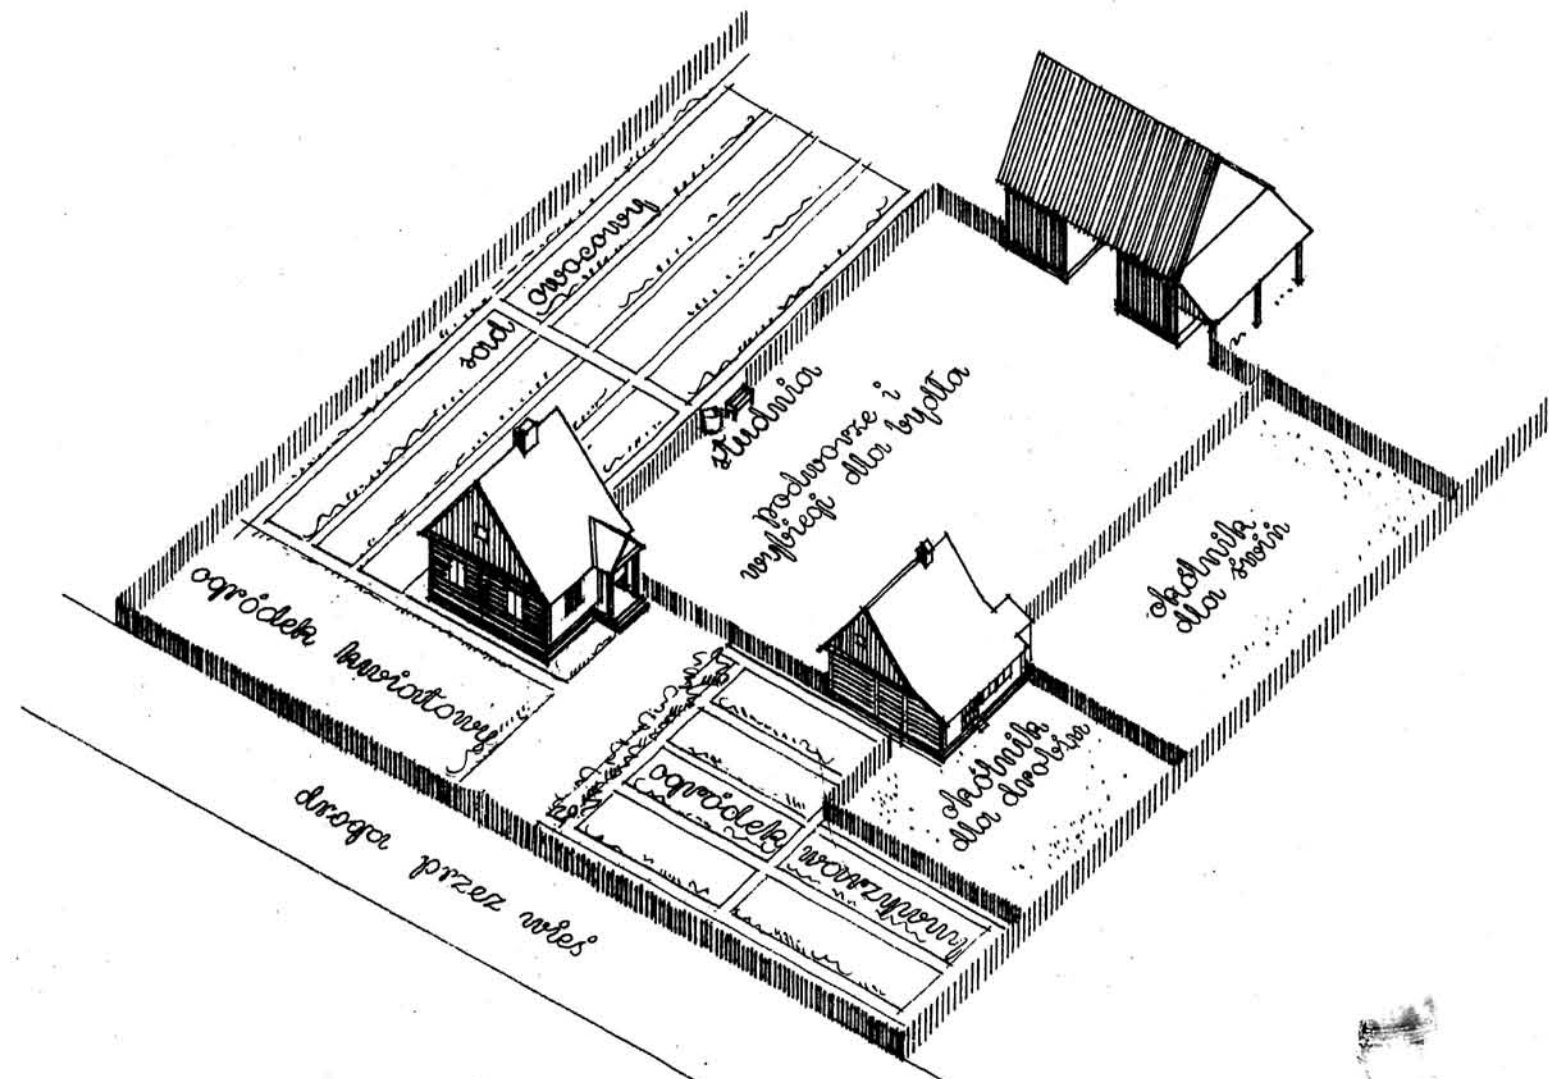 sad owocowy
studnia
podwórze i
wybiegi dla bydła
okólnik
dla świń
ogródek kwiatowy
okólnik
dla drobiu
ogródek warzywny
droga przez wieś